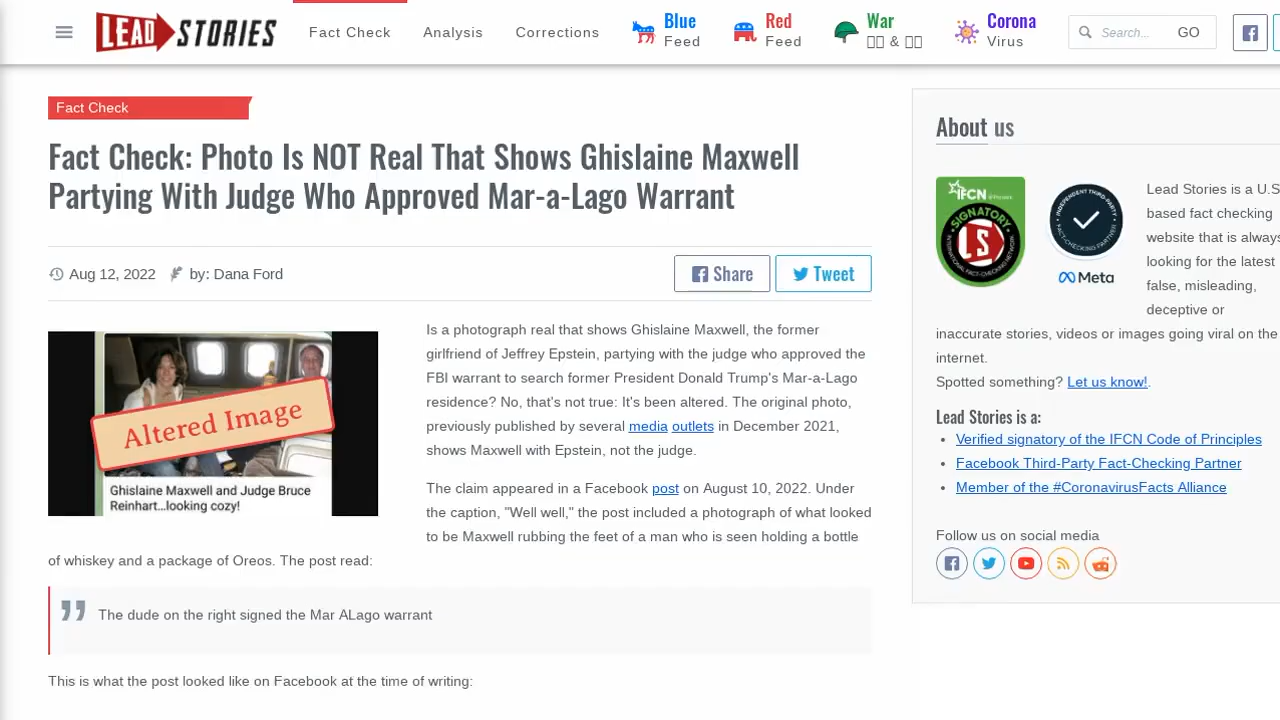 LEAD STORIES
Fact Check
Analysis
Corrections
Blue
Feed
Red
Feed
War
&
Corona
Virus
Search...
GO
Fact Check
Fact Check: Photo Is NOT Real That Shows Ghislaine Maxwell
Partying With Judge Who Approved Mar-a-Lago Warrant
Aug 12, 2022
by: Dana Ford
Share
Tweet
Altered Image
Ghislaine Maxwell and Judge Bruce
Reinhart...looking cozy!
Is a photograph real that shows Ghislaine Maxwell, the former
girlfriend of Jeffrey Epstein, partying with the judge who approved the
FBI warrant to search former President Donald Trump's Mar-a-Lago
residence? No, that's not true: It's been altered. The original photo,
previously published by several media outlets in December 2021,
shows Maxwell with Epstein, not the judge.
The claim appeared in a Facebook post on August 10, 2022. Under
the caption, "Well well," the post included a photograph of what looked
to be Maxwell rubbing the feet of a man who is seen holding a bottle
of whiskey and a package of Oreos. The post read:
The dude on the right signed the Mar ALago warrant
This is what the post looked like on Facebook at the time of writing:
About us
IFCN
SIGNATORY
LS
Meta
Lead Stories is a U.S
based fact checking
website that is always
looking for the latest
false, misleading,
deceptive or
inaccurate stories, videos or images going viral on the
internet.
Spotted something? Let us know!.
Lead Stories is a:
• Verified signatory of the IFCN Code of Principles
• Facebook Third-Party Fact-Checking Partner
• Member of the #CoronavirusFacts Alliance
Follow us on social media